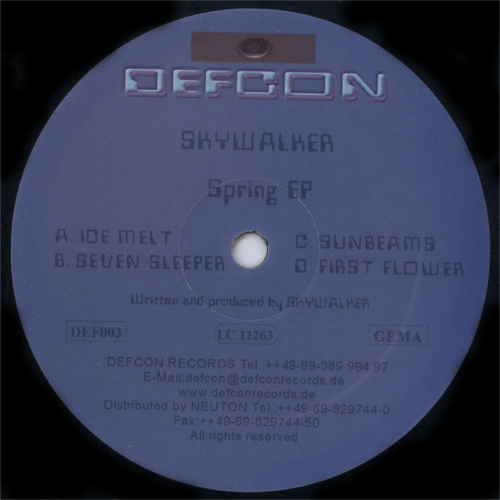 DEFCON
SKYWALKER
Spring EP
A. ICE MELT
B. SEVEN SLEEPER
C. SUNBEAMS
D. FIRST FLOWER
Written and produced by SKYWALKER
DEF003
LC 11263
GEMA
DEFCON RECORDS Tel.:++49-69-389 994 97
E-Mail:defcon@defconrecords.de
www.defconrecords.de
Distributed by NEUTON Tel.:++49-69-829744-0
Fax:++49-69-829744-50
All rights reserved